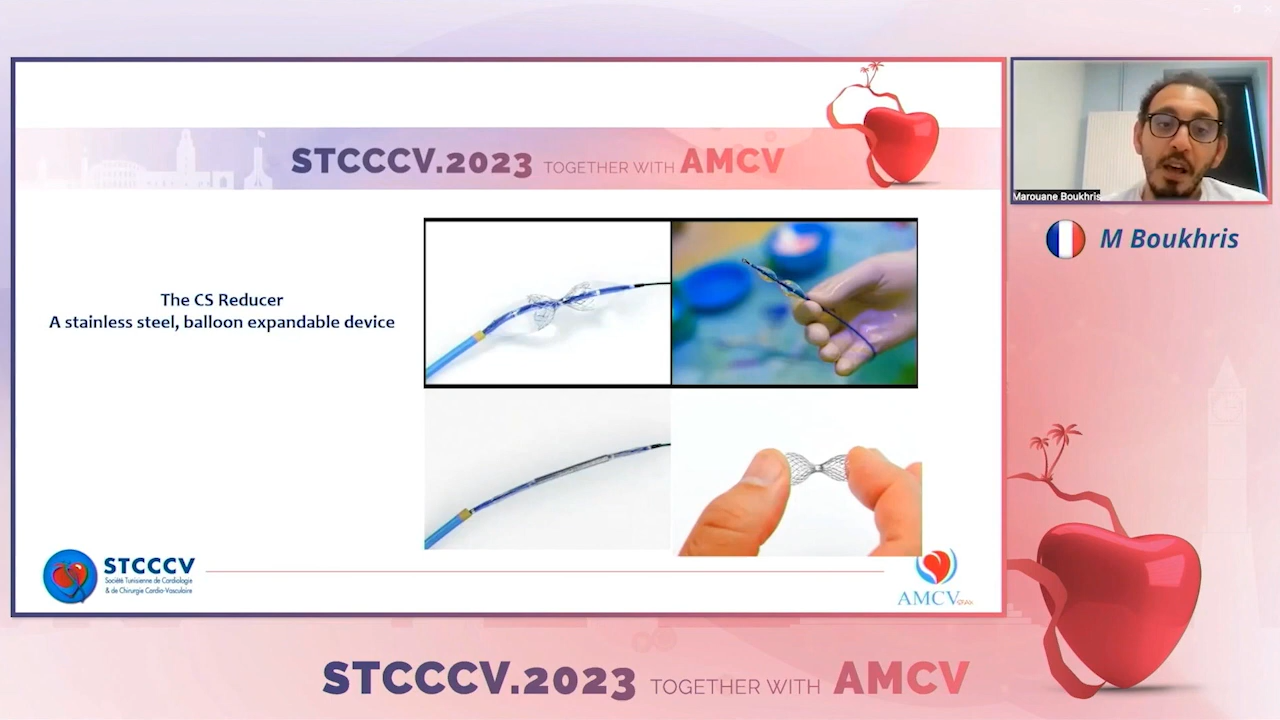 STCCCV.2023 TOGETHER WITH AMCV
The CS Reducer
A stainless steel, balloon expandable device
STCCCV
Société Tunisienne de Cardiologie
& de Chirurgie Cardio-Vasculaire
AMCV
Marouane Boukhris
M Boukhris
STCCCV.2023 TOGETHER WITH AMCV